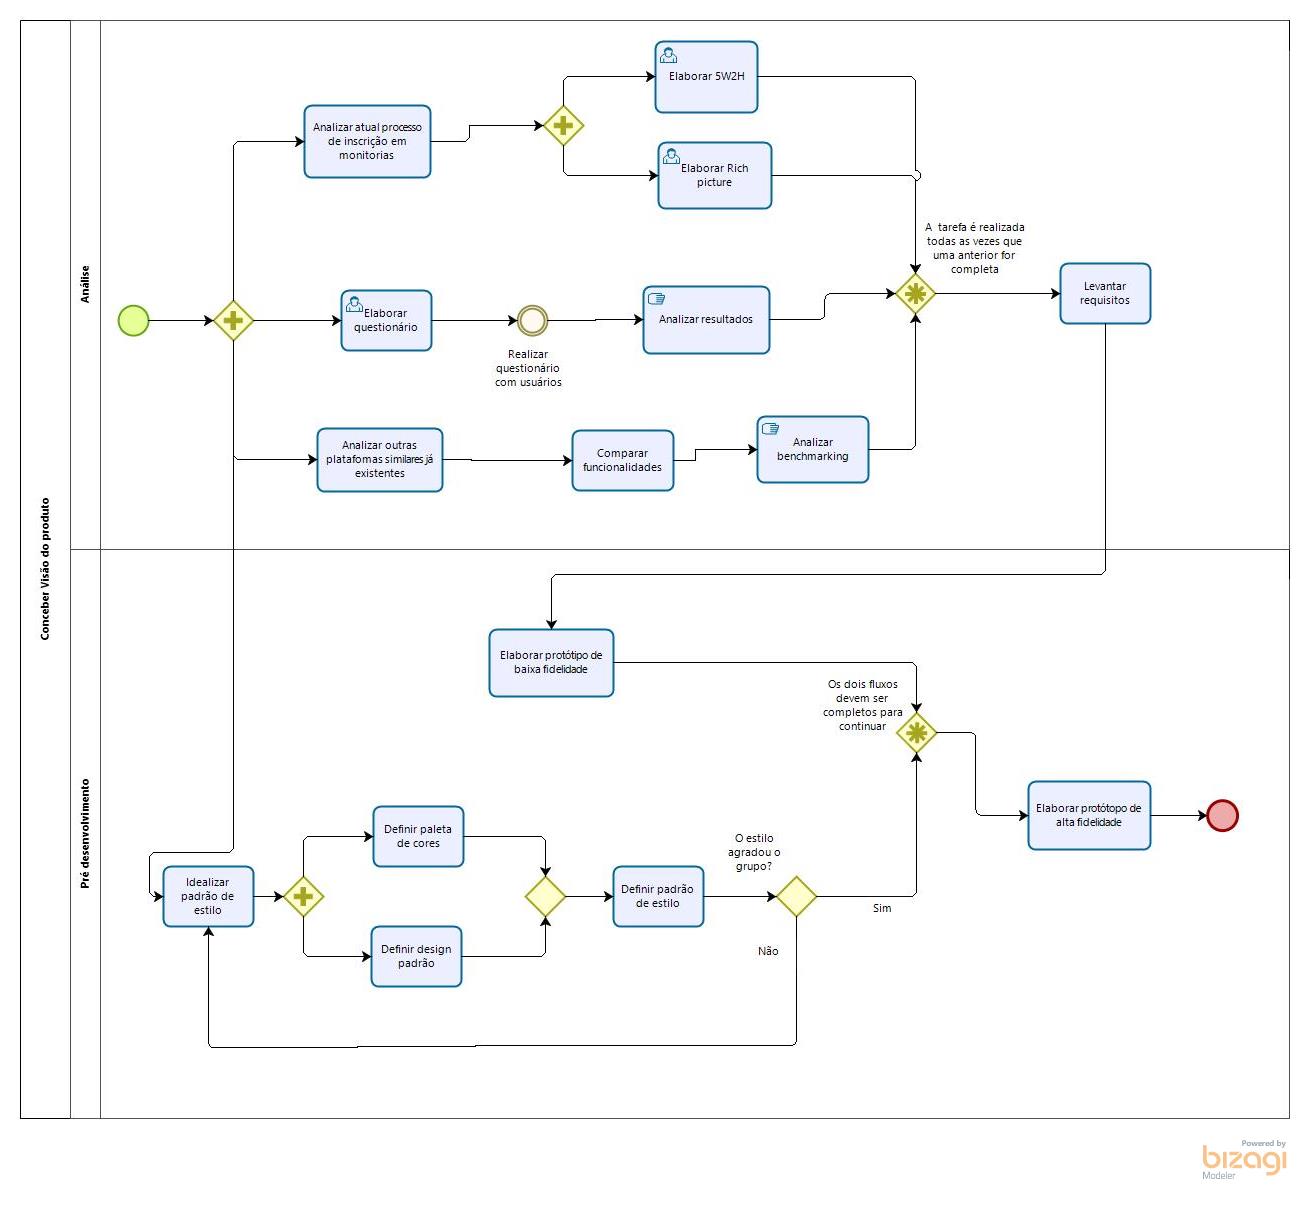 Conceber Visão do produto
Análise
Elaborar 5W2H
Analizar atual processo
de inscrição em
monitorias
Elaborar Rich
picture
A tarefa é realizada
todas as vezes que
uma anterior for
completa
Levantar
requisitos
Elaborar
questionário
Analizar resultados
Realizar
questionário
com usuários
Analizar outras
platafomas similares já
existentes
Comparar
funcionalidades
Analizar
benchmarking
Pré desenvolvimento
Elaborar protótipo de
baixa fidelidade
Os dois fluxos
devem ser
completos para
continuar
Elaborar protótopo de
alta fidelidade
Definir paleta
de cores
O estilo
agradou o
grupo?
Idealizar
padrão de
estilo
Definir padrão
de estilo
Sim
Definir design
padrão
Não
Powered by
bizagi
Modeler